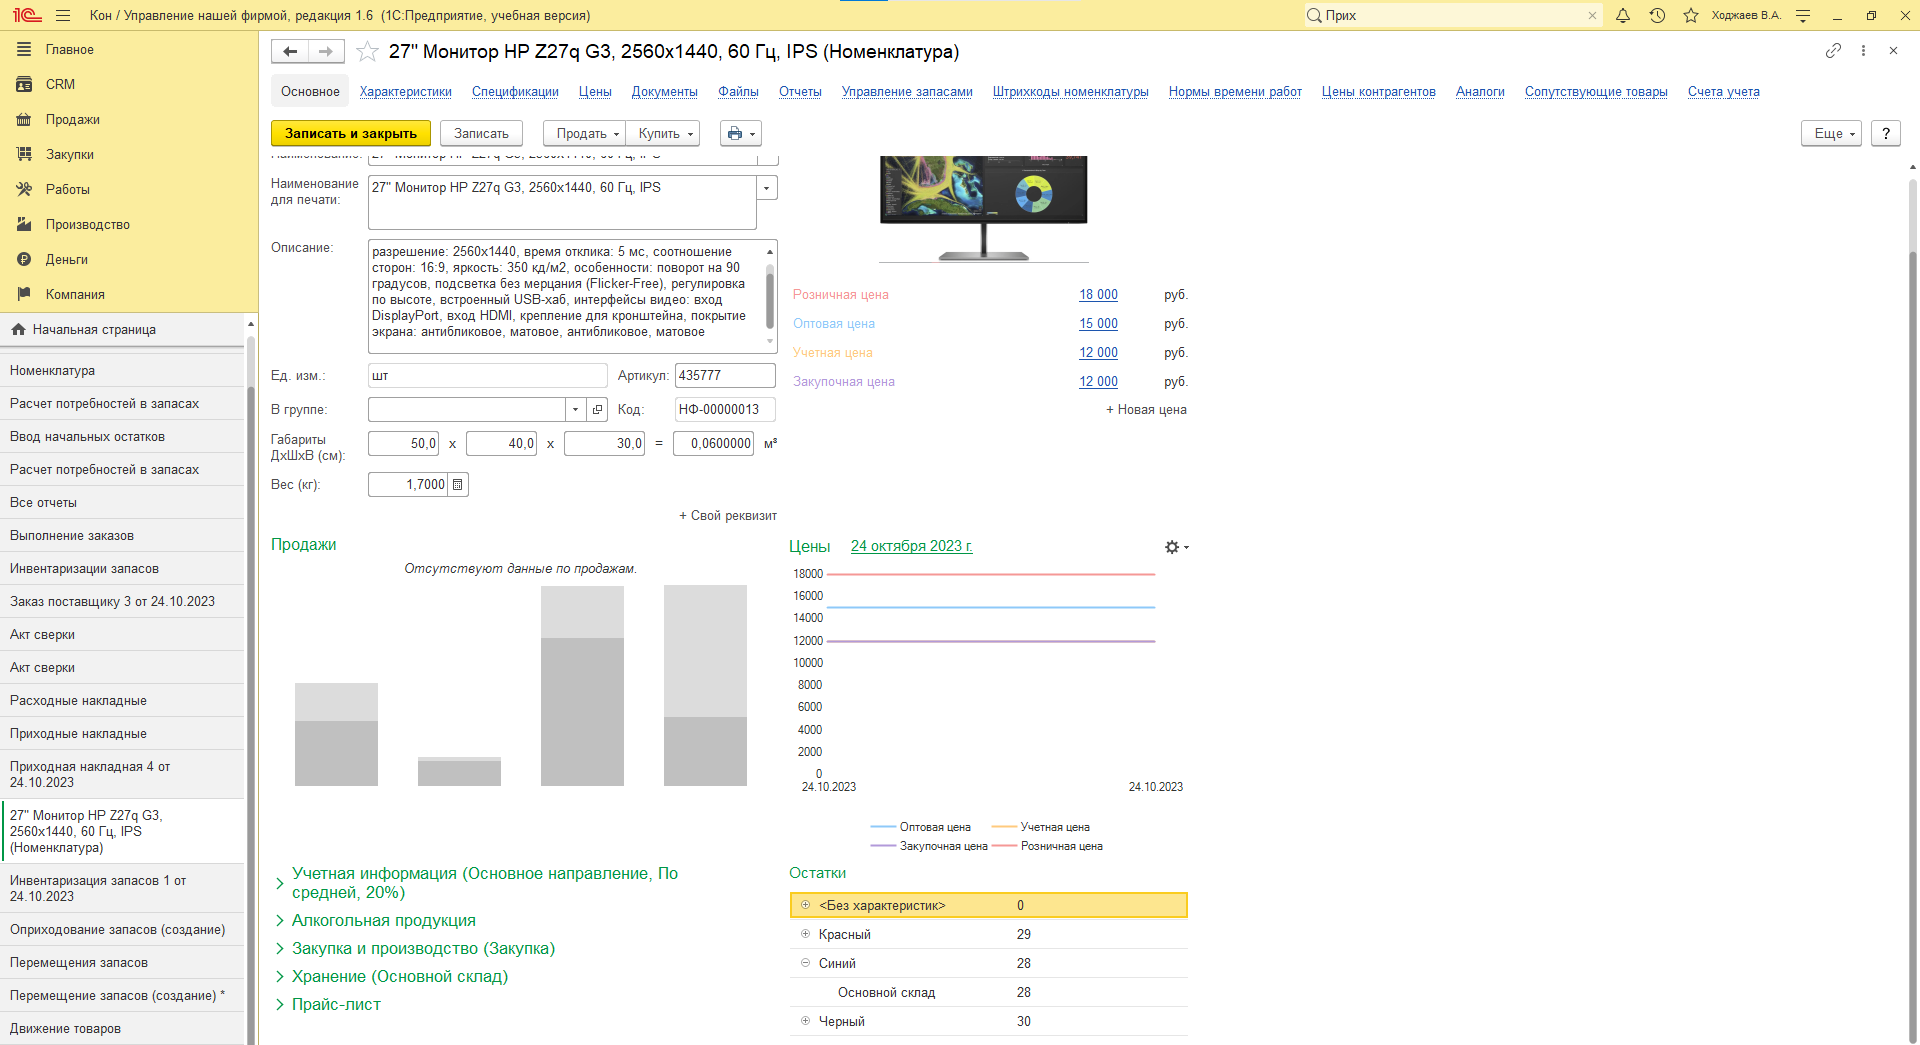 Кон / Управление нашей фирмой, редакция 1.6 (1С:Предприятие, учебная версия)
Прих
Ходжаев В.А.
Главное
CRM
Продажи
Закупки
Работы
Производство
Деньги
Компания
Начальная страница
Номенклатура
Расчет потребностей в запасах
Ввод начальных остатков
Расчет потребностей в запасах
Все отчеты
Выполнение заказов
Инвентаризации запасов
Заказ поставщику 3 от 24.10.2023
Акт сверки
Акт сверки
Расходные накладные
Приходные накладные
Приходная накладная 4 от
24.10.2023
27" Монитор HP Z27q G3,
2560x1440, 60 Гц, IPS
(Номенклатура)
Инвентаризация запасов 1 от
24.10.2023
Оприходование запасов (создание)
Перемещения запасов
Перемещение запасов (создание) *
Движение товаров
27" Монитор HP Z27q G3, 2560x1440, 60 Гц, IPS (Номенклатура)
Основное Характеристики Спецификации Цены Документы Файлы Отчеты Управление запасами Штрихкоды номенклатуры Нормы времени работ Цены контрагентов Аналоги Сопутствующие товары Счета учета
Записать и закрыть Записать Продать Купить Еще ?
Наименование: 27" Монитор HP Z27q G3, 2560x1440, 60 Гц, IPS
Наименование
для печати:
27" Монитор HP Z27q G3, 2560x1440, 60 Гц, IPS
Описание:
разрешение: 2560x1440, время отклика: 5 мс, соотношение
сторон: 16:9, яркость: 350 кд/м2, особенности: поворот на 90
градусов, подсветка без мерцания (Flicker-Free), регулировка
по высоте, встроенный USB-хаб, интерфейсы видео: вход
DisplayPort, вход HDMI, крепление для кронштейна, покрытие
экрана: антибликовое, матовое, антибликовое, матовое
Ед. изм.: шт Артикул: 435777
В группе: Код: НФ-00000013
Габариты
ДхШхВ (см):
50,0 x 40,0 x 30,0 = 0,0600000 м³
Вес (кг): 1,7000
+ Свой реквизит
Розничная цена 18 000 руб.
Оптовая цена 15 000 руб.
Учетная цена 12 000 руб.
Закупочная цена 12 000 руб.
+ Новая цена
Продажи
Отсутствуют данные по продажам.
Цены 24 октября 2023 г.
18000
16000
14000
12000
10000
8000
6000
4000
2000
0
24.10.2023 24.10.2023
Оптовая цена Учетная цена
Закупочная цена Розничная цена
Учетная информация (Основное направление, По
средней, 20%)
Алкогольная продукция
Закупка и производство (Закупка)
Хранение (Основной склад)
Прайс-лист
Остатки
<Без характеристик> 0
Красный 29
Синий 28
Основной склад 28
Черный 30